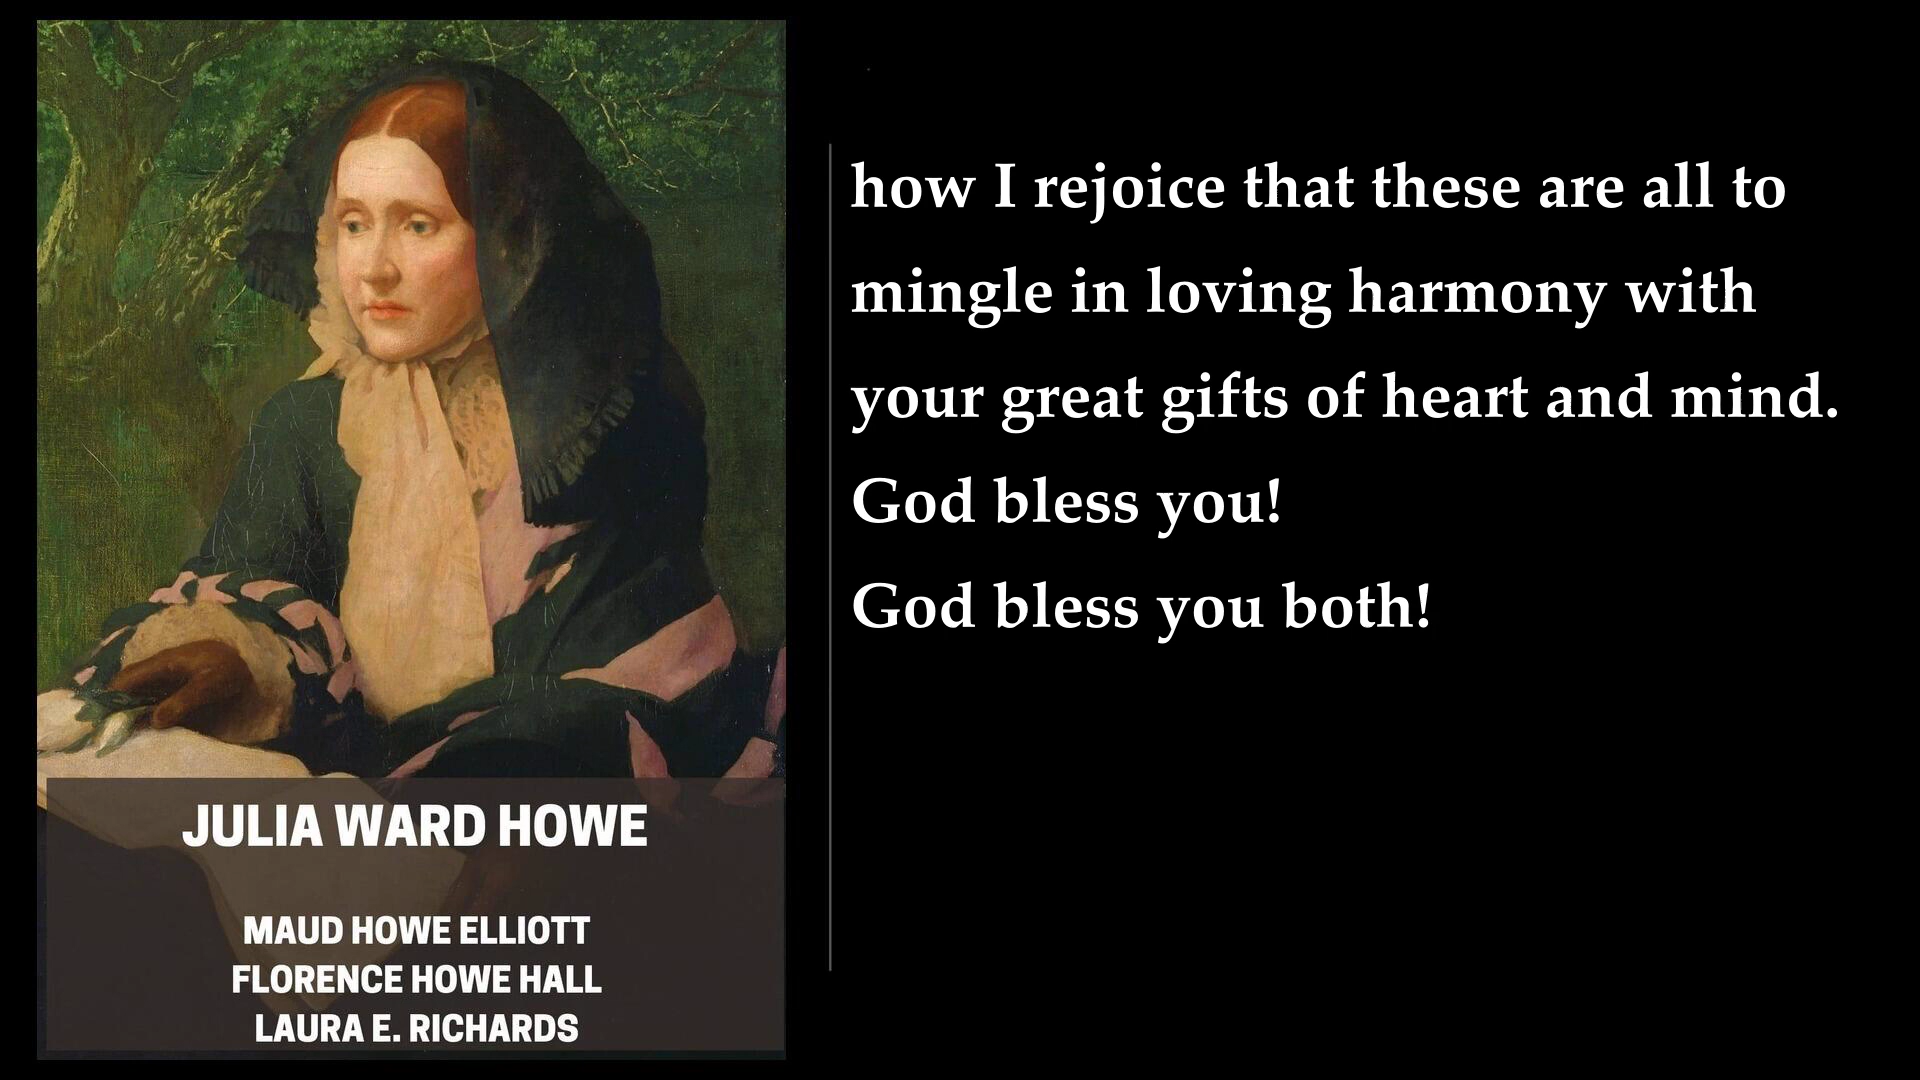 JULIA WARD HOWE
MAUD HOWE ELLIOTT
FLORENCE HOWE HALL
LAURA E. RICHARDS
how I rejoice that these are all to
mingle in loving harmony with
your great gifts of heart and mind.
God bless you!
God bless you both!